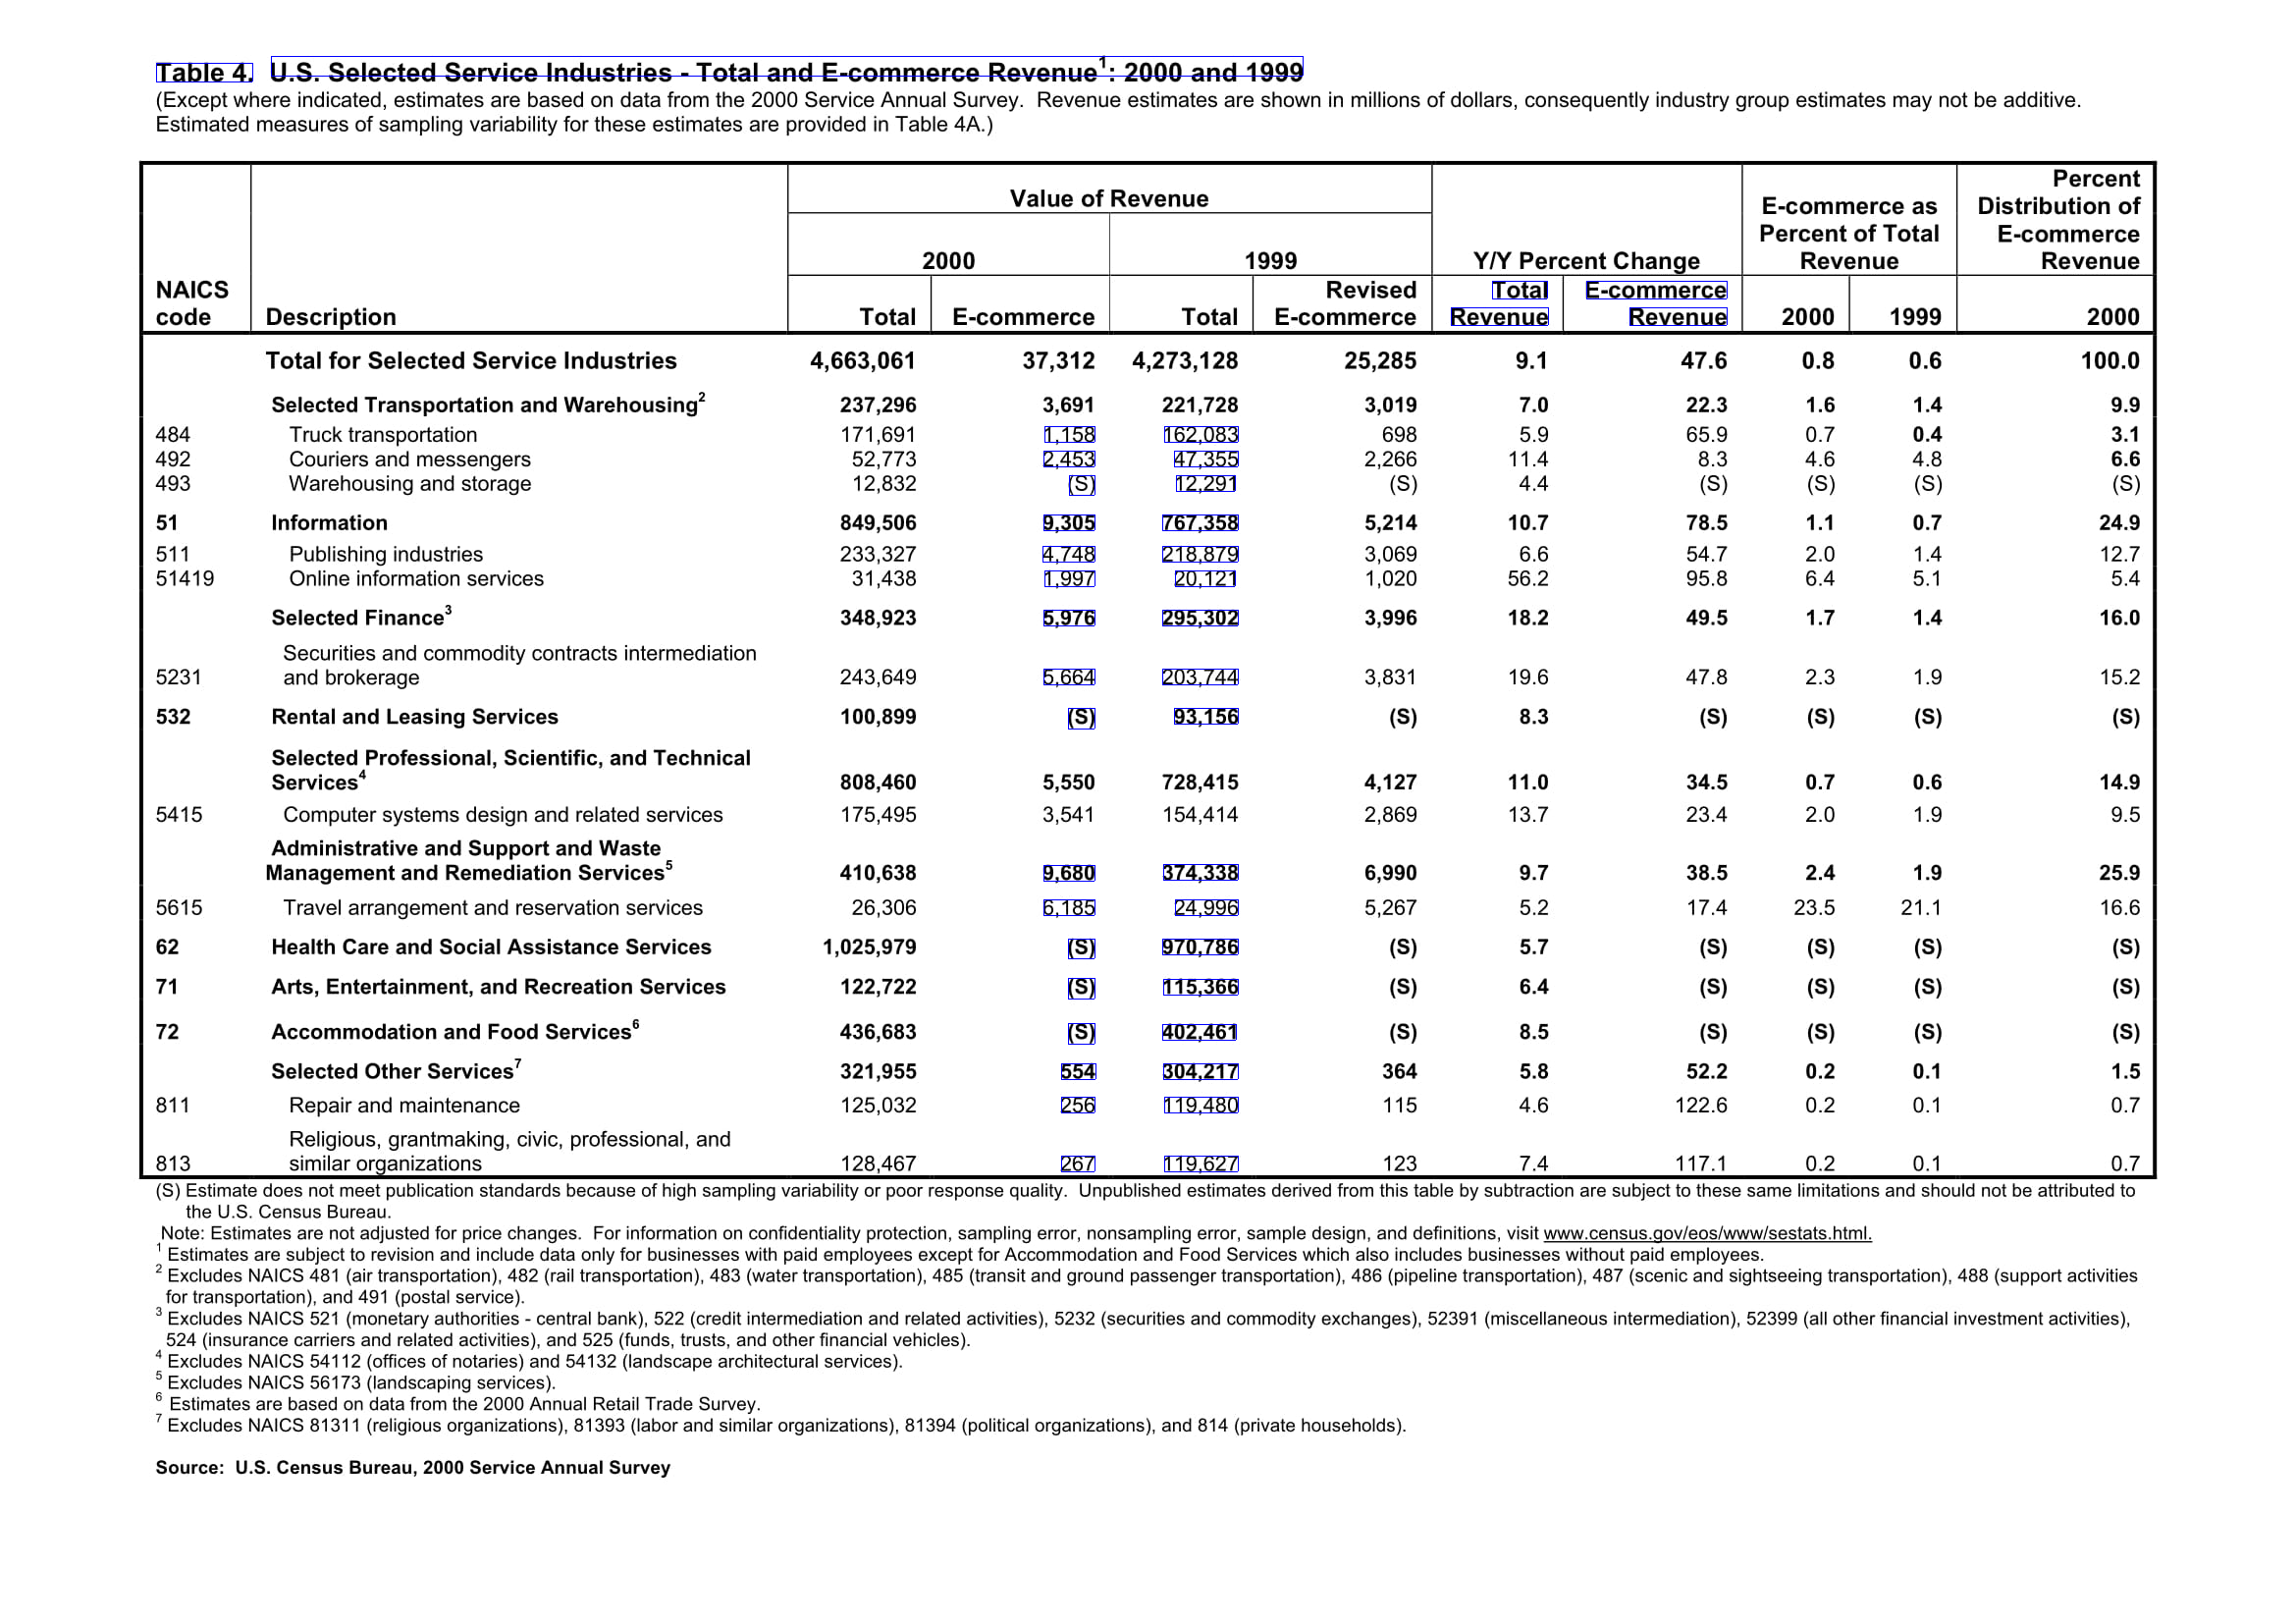 Table 4. U.S. Selected Service Industries - Total and E-commerce Revenue1: 2000 and 1999
(Except where indicated, estimates are based on data from the 2000 Service Annual Survey. Revenue estimates are shown in millions of dollars, consequently industry group estimates may not be additive.
Estimated measures of sampling variability for these estimates are provided in Table 4A.)
NAICS code Description
Value of Revenue
2000 1999
Total E-commerce Total Revised E-commerce
Y/Y Percent Change
Total Revenue E-commerce Revenue
E-commerce as Percent of Total Revenue
2000 1999
Percent Distribution of E-commerce Revenue
2000
Total for Selected Service Industries 4,663,061 37,312 4,273,128 25,285 9.1 47.6 0.8 0.6 100.0
Selected Transportation and Warehousing2 237,296 3,691 221,728 3,019 7.0 22.3 1.6 1.4 9.9
484 Truck transportation 171,691 1,158 162,083 698 5.9 65.9 0.7 0.4 3.1
492 Couriers and messengers 52,773 2,453 47,355 2,266 11.4 8.3 4.6 4.8 6.6
493 Warehousing and storage 12,832 (S) 12,291 (S) 4.4 (S) (S) (S) (S)
51 Information 849,506 9,305 767,358 5,214 10.7 78.5 1.1 0.7 24.9
511 Publishing industries 233,327 4,748 218,879 3,069 6.6 54.7 2.0 1.4 12.7
51419 Online information services 31,438 1,997 20,121 1,020 56.2 95.8 6.4 5.1 5.4
Selected Finance3 348,923 5,976 295,302 3,996 18.2 49.5 1.7 1.4 16.0
Securities and commodity contracts intermediation
5231 and brokerage 243,649 5,664 203,744 3,831 19.6 47.8 2.3 1.9 15.2
532 Rental and Leasing Services 100,899 (S) 93,156 (S) 8.3 (S) (S) (S) (S)
Selected Professional, Scientific, and Technical
Services4 808,460 5,550 728,415 4,127 11.0 34.5 0.7 0.6 14.9
5415 Computer systems design and related services 175,495 3,541 154,414 2,869 13.7 23.4 2.0 1.9 9.5
Administrative and Support and Waste
Management and Remediation Services5 410,638 9,680 374,338 6,990 9.7 38.5 2.4 1.9 25.9
5615 Travel arrangement and reservation services 26,306 6,185 24,996 5,267 5.2 17.4 23.5 21.1 16.6
62 Health Care and Social Assistance Services 1,025,979 (S) 970,786 (S) 5.7 (S) (S) (S) (S)
71 Arts, Entertainment, and Recreation Services 122,722 (S) 115,366 (S) 6.4 (S) (S) (S) (S)
72 Accommodation and Food Services6 436,683 (S) 402,461 (S) 8.5 (S) (S) (S) (S)
Selected Other Services7 321,955 554 304,217 364 5.8 52.2 0.2 0.1 1.5
811 Repair and maintenance 125,032 256 119,480 115 4.6 122.6 0.2 0.1 0.7
Religious, grantmaking, civic, professional, and
813 similar organizations 128,467 267 119,627 123 7.4 117.1 0.2 0.1 0.7
(S) Estimate does not meet publication standards because of high sampling variability or poor response quality. Unpublished estimates derived from this table by subtraction are subject to these same limitations and should not be attributed to
the U.S. Census Bureau.
Note: Estimates are not adjusted for price changes. For information on confidentiality protection, sampling error, nonsampling error, sample design, and definitions, visit www.census.gov/eos/www/sestats.html.
1 Estimates are subject to revision and include data only for businesses with paid employees except for Accommodation and Food Services which also includes businesses without paid employees.
2 Excludes NAICS 481 (air transportation), 482 (rail transportation), 483 (water transportation), 485 (transit and ground passenger transportation), 486 (pipeline transportation), 487 (scenic and sightseeing transportation), 488 (support activities
for transportation), and 491 (postal service).
3 Excludes NAICS 521 (monetary authorities - central bank), 522 (credit intermediation and related activities), 5232 (securities and commodity exchanges), 52391 (miscellaneous intermediation), 52399 (all other financial investment activities),
524 (insurance carriers and related activities), and 525 (funds, trusts, and other financial vehicles).
4 Excludes NAICS 54112 (offices of notaries) and 54132 (landscape architectural services).
5 Excludes NAICS 56173 (landscaping services).
6 Estimates are based on data from the 2000 Annual Retail Trade Survey.
7 Excludes NAICS 81311 (religious organizations), 81393 (labor and similar organizations), 81394 (political organizations), and 814 (private households).
Source: U.S. Census Bureau, 2000 Service Annual Survey